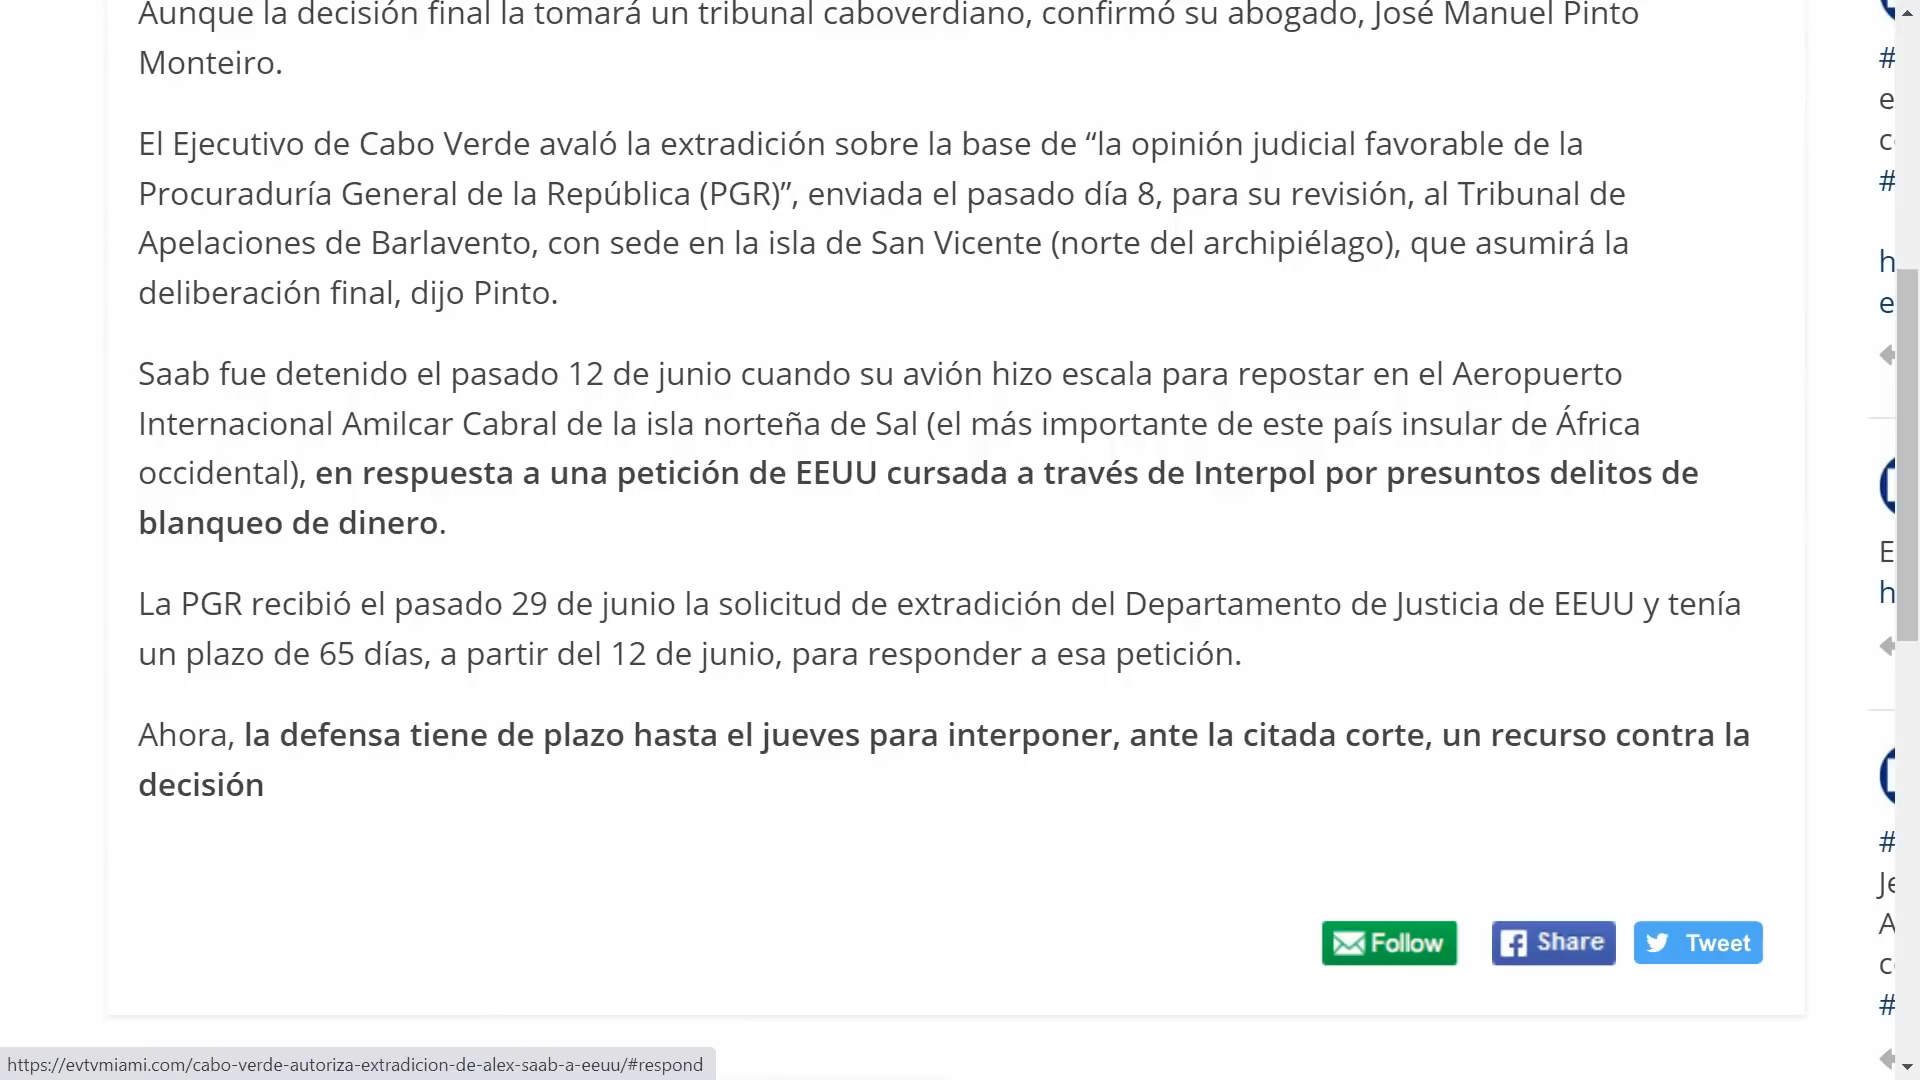 Aunque la decisión final la tomará un tribunal caboverdiano, confirmó su abogado, José Manuel Pinto
Monteiro.
El Ejecutivo de Cabo Verde avaló la extradición sobre la base de “la opinión judicial favorable de la
Procuraduría General de la República (PGR)”, enviada el pasado día 8, para su revisión, al Tribunal de
Apelaciones de Barlavento, con sede en la isla de San Vicente (norte del archipiélago), que asumirá la
deliberación final, dijo Pinto.
Saab fue detenido el pasado 12 de junio cuando su avión hizo escala para repostar en el Aeropuerto
Internacional Amilcar Cabral de la isla norteña de Sal (el más importante de este país insular de África
occidental), en respuesta a una petición de EEUU cursada a través de Interpol por presuntos delitos de
blanqueo de dinero.
La PGR recibió el pasado 29 de junio la solicitud de extradición del Departamento de Justicia de EEUU y tenía
un plazo de 65 días, a partir del 12 de junio, para responder a esa petición.
Ahora, la defensa tiene de plazo hasta el jueves para interponer, ante la citada corte, un recurso contra la
decisión
Follow
Share
Tweet
https://evtvmiami.com/cabo-verde-autoriza-extradicion-de-alex-saab-a-eeuu/#respond